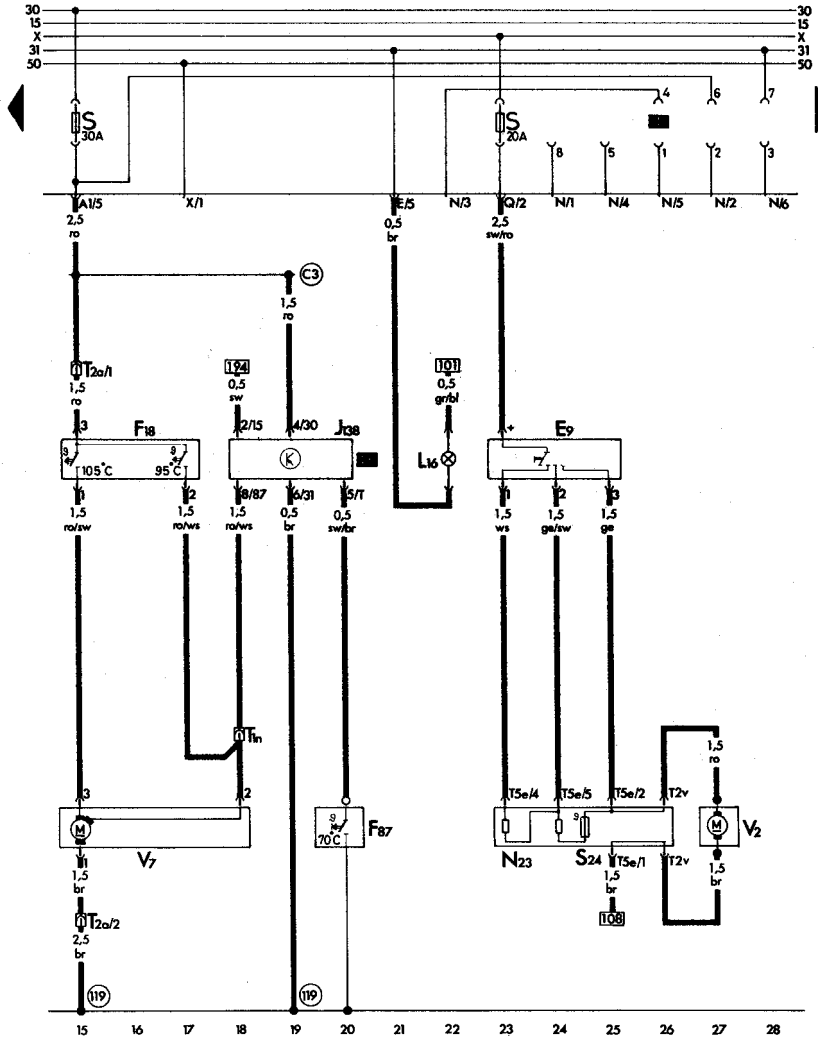 30 30
15 15
X X
31 31
50 50
4 6 7
S 30A S 20A
8 5 1 2 3
A1/5 X/1 E/5 N/3 Q/2 N/1 N/4 N/5 N/2 N/6
2,5 0,5 2,5
ro br sw/ro
C3
1,5
ro
T2a/1 194 101
1,5 0,5 0,5
ro sw gr/bl
3 F18 2/15 4/30 J138 + E9
105°C 95°C K L16
1 2 8/87 6/31 5/T 1 2 3
1,5 1,5 1,5 0,5 0,5 1,5 1,5 1,5
ro/sw ro/ws ro/ws br sw/br ws ge/sw ge
T1n
1,5
ro
3 2 T5e/4 T5e/5 T5e/2 T2v
M 70°C F87 M V2
V7 N23 S24 T5e/1 T2v
1 1,5 1,5
1,5 br br
br
T2a/2 108
2,5
br
119 119
15 16 17 18 19 20 21 22 23 24 25 26 27 28